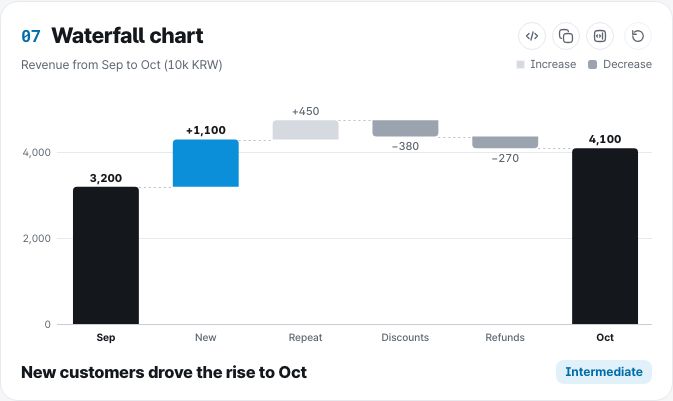 07 Waterfall chart
Revenue from Sep to Oct (10k KRW)
Increase Decrease
+450
+1,100
−380
4,100
4,000
−270
3,200
2,000
0
Sep New Repeat Discounts Refunds Oct
New customers drove the rise to Oct
Intermediate